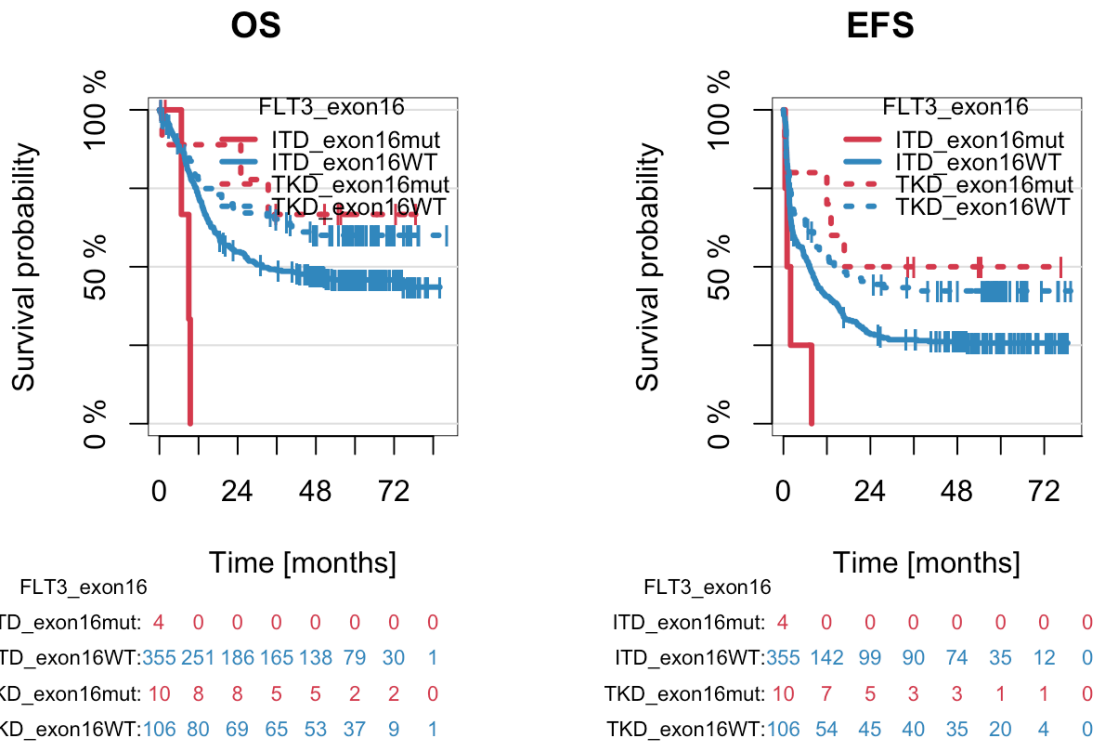 OS
EFS
Survival probability
100 %
50 %
0 %
FLT3_exon16
ITD_exon16mut
ITD_exon16WT
TKD_exon16mut
TKD_exon16WT
0 24 48 72
Time [months]
FLT3_exon16
TD_exon16mut: 4 0 0 0 0 0 0 0
TD_exon16WT: 355 251 186 165 138 79 30 1
KD_exon16mut: 10 8 8 5 5 2 2 0
KD_exon16WT: 106 80 69 65 53 37 9 1
Survival probability
100 %
50 %
0 %
FLT3_exon16
ITD_exon16mut
ITD_exon16WT
TKD_exon16mut
TKD_exon16WT
0 24 48 72
Time [months]
FLT3_exon16
ITD_exon16mut: 4 0 0 0 0 0 0 0
ITD_exon16WT: 355 142 99 90 74 35 12 0
TKD_exon16mut: 10 7 5 3 3 1 1 0
TKD_exon16WT: 106 54 45 40 35 20 4 0